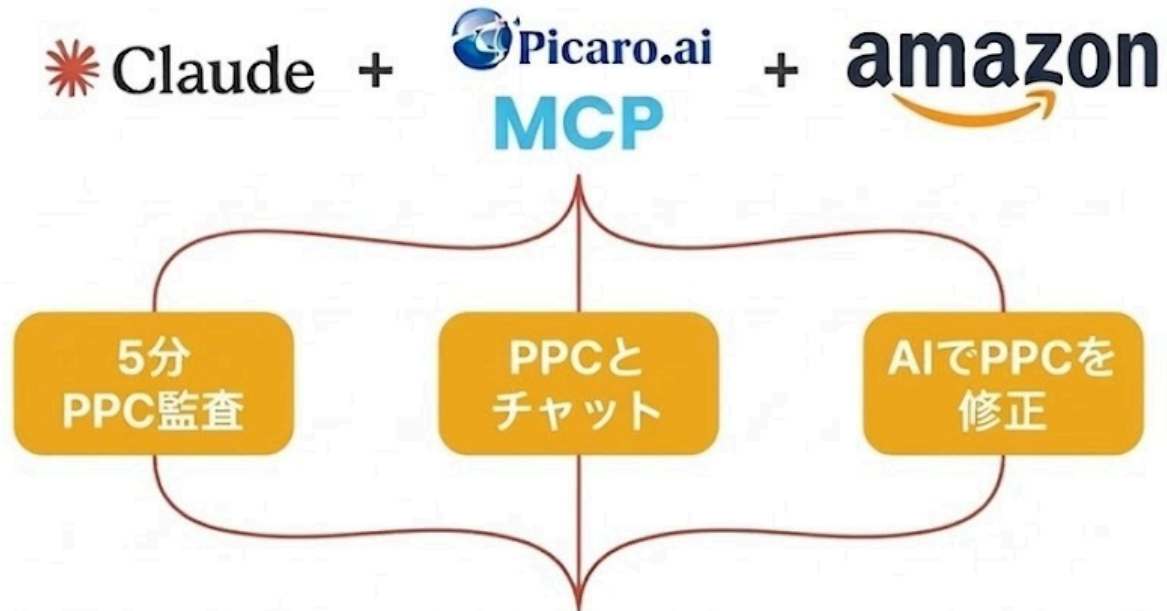 Claude + Picaro.ai + amazon
MCP
5分
PPC監査
PPCと
チャット
AIでPPCを
修正